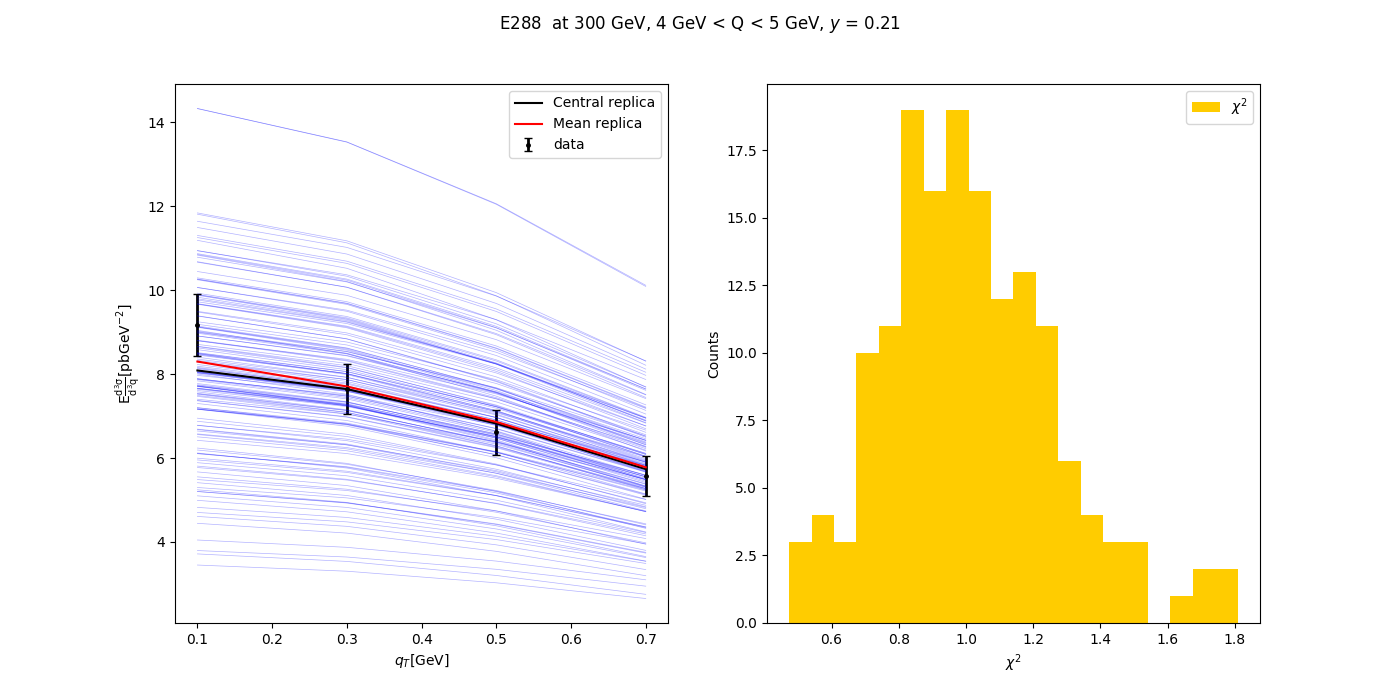 E288 at 300 GeV, 4 GeV < Q < 5 GeV, y = 0.21
Central replica
Mean replica
data
14
12
10
8
6
4
E d³σ/d³q [pbGeV⁻²]
0.1 0.2 0.3 0.4 0.5 0.6 0.7
q_T[GeV]
χ²
17.5
15.0
12.5
10.0
7.5
5.0
2.5
0.0
Counts
0.6 0.8 1.0 1.2 1.4 1.6 1.8
χ²